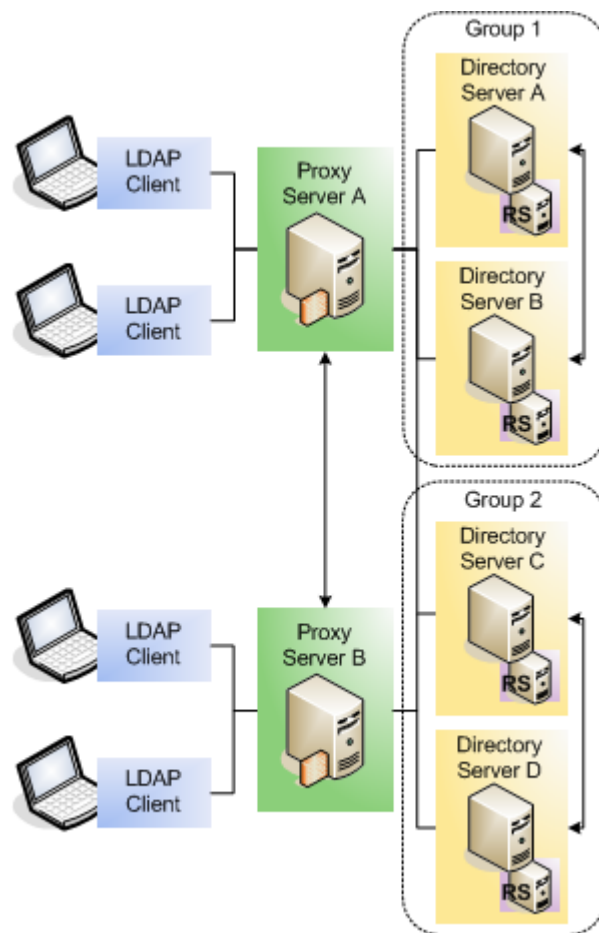 Group 1
Directory
Server A
RS
LDAP
Client
Proxy
Server A
LDAP
Client
Directory
Server B
RS
Group 2
Directory
Server C
RS
LDAP
Client
Proxy
Server B
LDAP
Client
Directory
Server D
RS